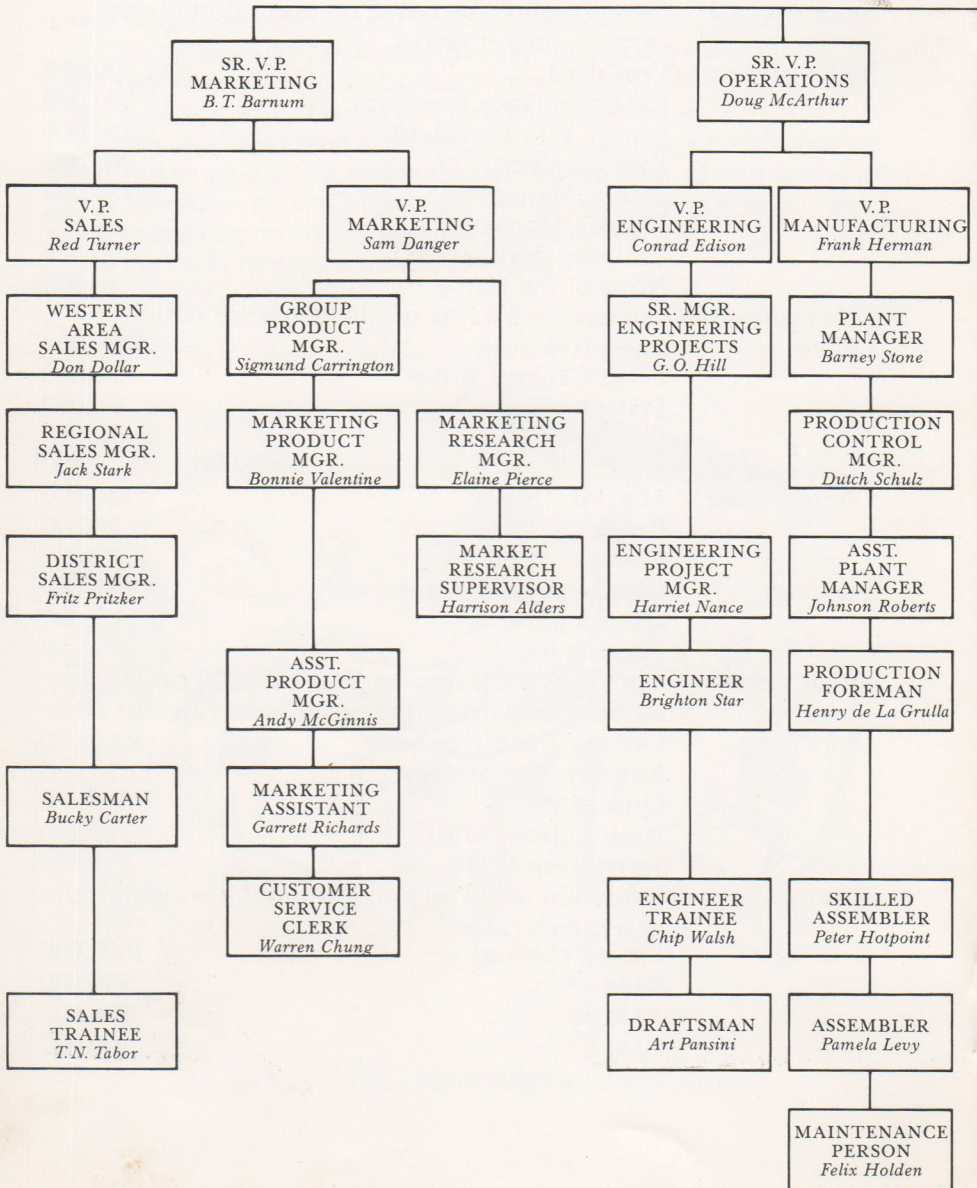 SR. V. P.
MARKETING
B. T. Barnum
SR. V. P.
OPERATIONS
Doug McArthur
V. P.
SALES
Red Turner
V. P.
MARKETING
Sam Danger
V. P.
ENGINEERING
Conrad Edison
V. P.
MANUFACTURING
Frank Herman
WESTERN
AREA
SALES MGR.
Don Dollar
GROUP
PRODUCT
MGR.
Sigmund Carrington
SR. MGR.
ENGINEERING
PROJECTS
G. O. Hill
PLANT
MANAGER
Barney Stone
REGIONAL
SALES MGR.
Jack Stark
MARKETING
PRODUCT
MGR.
Bonnie Valentine
MARKETING
RESEARCH
MGR.
Elaine Pierce
PRODUCTION
CONTROL
MGR.
Dutch Schulz
DISTRICT
SALES MGR.
Fritz Pritzker
MARKET
RESEARCH
SUPERVISOR
Harrison Alders
ENGINEERING
PROJECT
MGR.
Harriet Nance
ASST.
PLANT
MANAGER
Johnson Roberts
ASST.
PRODUCT
MGR.
Andy McGinnis
ENGINEER
Brighton Star
PRODUCTION
FOREMAN
Henry de La Grulla
SALESMAN
Bucky Carter
MARKETING
ASSISTANT
Garrett Richards
CUSTOMER
SERVICE
CLERK
Warren Chung
ENGINEER
TRAINEE
Chip Walsh
SKILLED
ASSEMBLER
Peter Hotpoint
SALES
TRAINEE
T. N. Tabor
DRAFTSMAN
Art Pansini
ASSEMBLER
Pamela Levy
MAINTENANCE
PERSON
Felix Holden